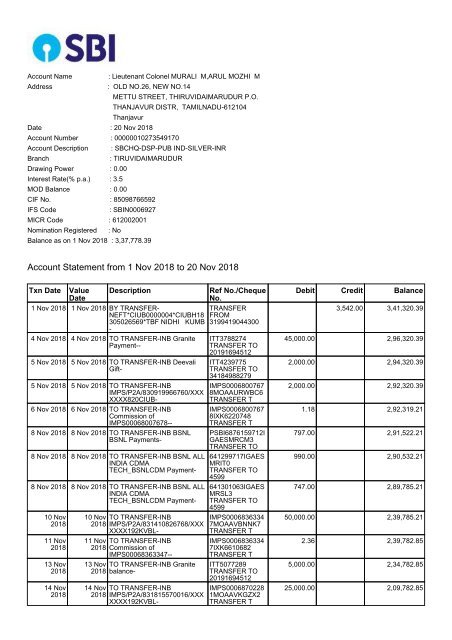 SBI
Account Name : Lieutenant Colonel MURALI M,ARUL MOZHI M
Address : OLD NO.26, NEW NO.14
METTU STREET, THIRUVIDAIMARUDUR P.O.
THANJAVUR DISTR, TAMILNADU-612104
Thanjavur
Date : 20 Nov 2018
Account Number : 00000010273549170
Account Description : SBCHQ-DSP-PUB IND-SILVER-INR
Branch : TIRUVIDAIMARUDUR
Drawing Power : 0.00
Interest Rate(% p.a.) : 3.5
MOD Balance : 0.00
CIF No. : 85098766592
IFS Code : SBIN0006927
MICR Code : 612002001
Nomination Registered : No
Balance as on 1 Nov 2018 : 3,37,778.39
Account Statement from 1 Nov 2018 to 20 Nov 2018
Txn Date Value Description Ref No./Cheque Debit Credit Balance
Date No.
1 Nov 2018 1 Nov 2018 BY TRANSFER- TRANSFER 3,542.00 3,41,320.39
NEFT*CIUB0000004*CIUBH18 FROM
305026569*TBF NIDHI KUMB 3199419044300
-
4 Nov 2018 4 Nov 2018 TO TRANSFER-INB Granite ITT3788274 45,000.00 2,96,320.39
Payment-- TRANSFER TO
20191694512
5 Nov 2018 5 Nov 2018 TO TRANSFER-INB Deevali ITT4239775 2,000.00 2,94,320.39
Gift- TRANSFER TO
34184988279
5 Nov 2018 5 Nov 2018 TO TRANSFER-INB IMPS0006800767 2,000.00 2,92,320.39
IMPS/P2A/830919966760/XXX 8MOAAURWBC6
XXXX820CIUB- TRANSFER T
6 Nov 2018 6 Nov 2018 TO TRANSFER-INB IMPS0006800767 1.18 2,92,319.21
Commission of 8IXK6220748
IMPS00068007678-- TRANSFER T
8 Nov 2018 8 Nov 2018 TO TRANSFER-INB BSNL PSBI6876159712I 797.00 2,91,522.21
BSNL Payments- GAESMRCM3
TRANSFER TO
8 Nov 2018 8 Nov 2018 TO TRANSFER-INB BSNL ALL 641299717IGAES 990.00 2,90,532.21
INDIA CDMA MRIT0
TECH_BSNLCDM Payment- TRANSFER TO
4599
8 Nov 2018 8 Nov 2018 TO TRANSFER-INB BSNL ALL 641301063IGAES 747.00 2,89,785.21
INDIA CDMA MRSL3
TECH_BSNLCDM Payment- TRANSFER TO
4599
10 Nov 10 Nov TO TRANSFER-INB IMPS0006836334 50,000.00 2,39,785.21
2018 2018 IMPS/P2A/831410826768/XXX 7MOAAVBNNK7
XXXX192KVBL- TRANSFER T
11 Nov 11 Nov TO TRANSFER-INB IMPS0006836334 2.36 2,39,782.85
2018 2018 Commission of 7IXK6610682
IMPS00068363347-- TRANSFER T
13 Nov 13 Nov TO TRANSFER-INB Granite ITT5077289 5,000.00 2,34,782.85
2018 2018 balance- TRANSFER TO
20191694512
14 Nov 14 Nov TO TRANSFER-INB IMPS0006870228 25,000.00 2,09,782.85
2018 2018 IMPS/P2A/831815570016/XXX 1MOAAVKGZX2
XXXX192KVBL- TRANSFER T